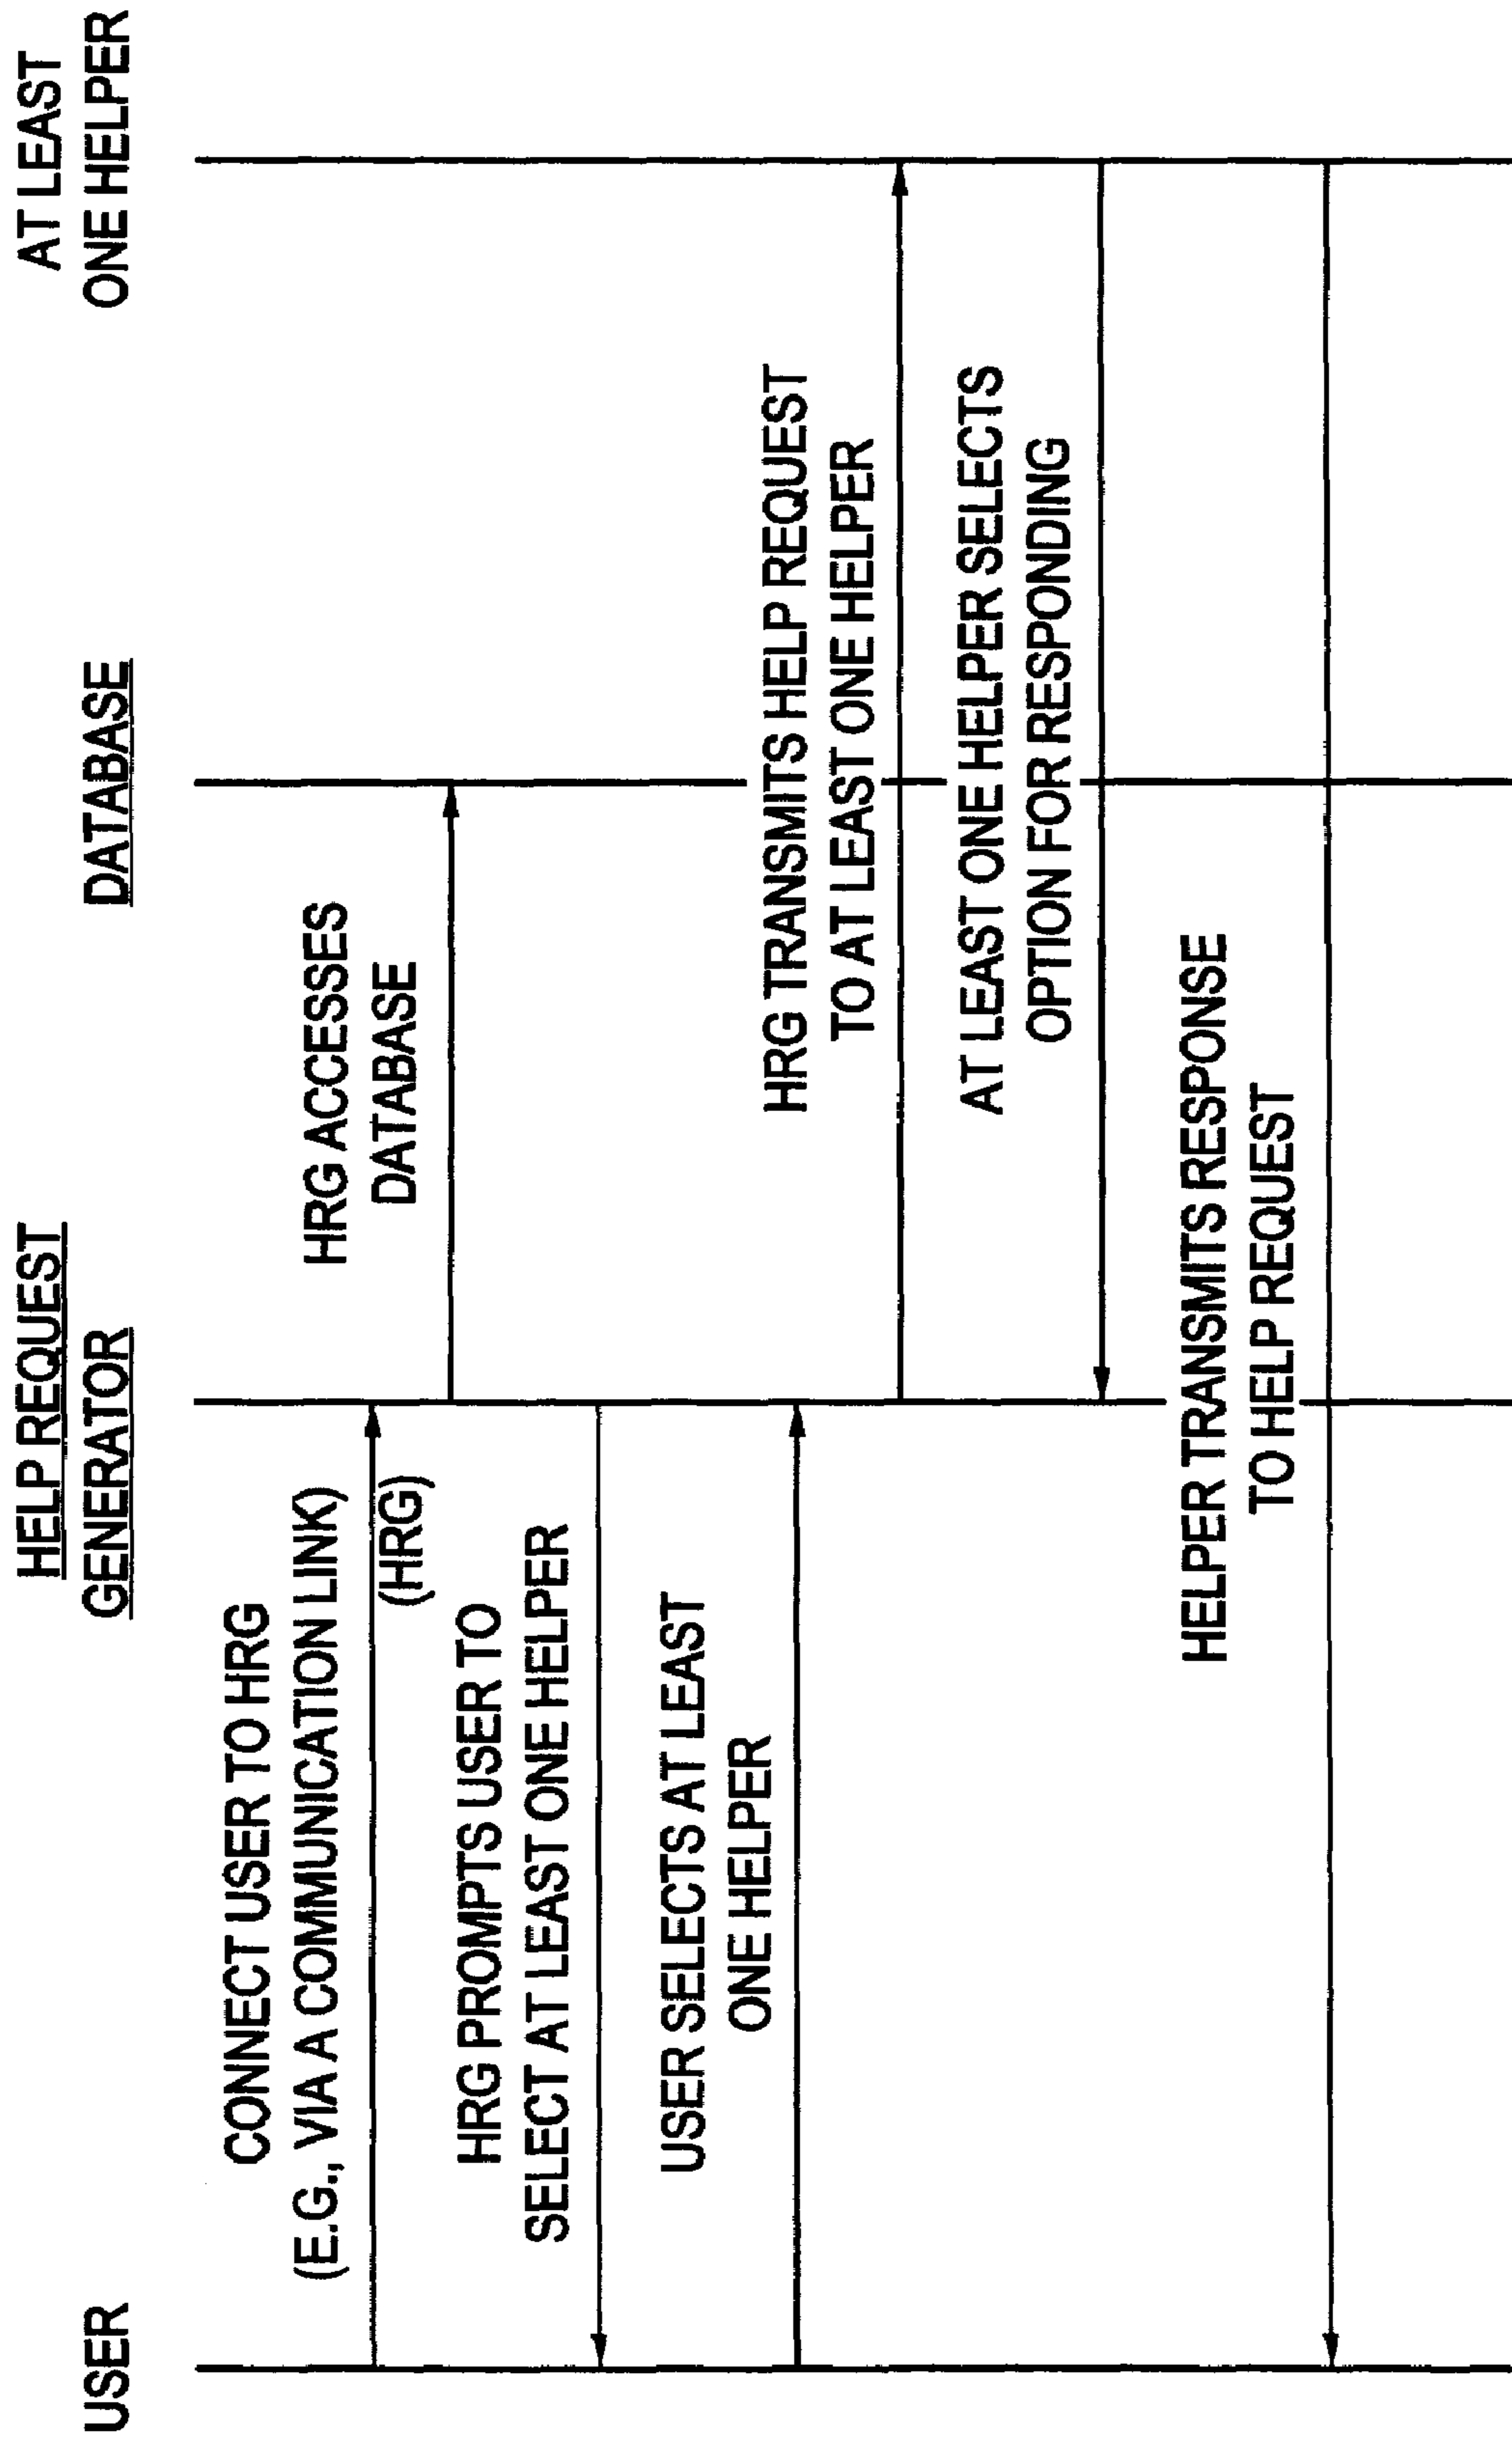 USER
HELP REQUEST
GENERATOR
DATABASE
AT LEAST
ONE HELPER
CONNECT USER TO HRG
(E.G., VIA A COMMUNICATION LINK)
(HRG)
HRG ACCESSES
DATABASE
HRG PROMPTS USER TO
SELECT AT LEAST ONE HELPER
USER SELECTS AT LEAST
ONE HELPER
HRG TRANSMITS HELP REQUEST
TO AT LEAST ONE HELPER
AT LEAST ONE HELPER SELECTS
OPTION FOR RESPONDING
HELPER TRANSMITS RESPONSE
TO HELP REQUEST